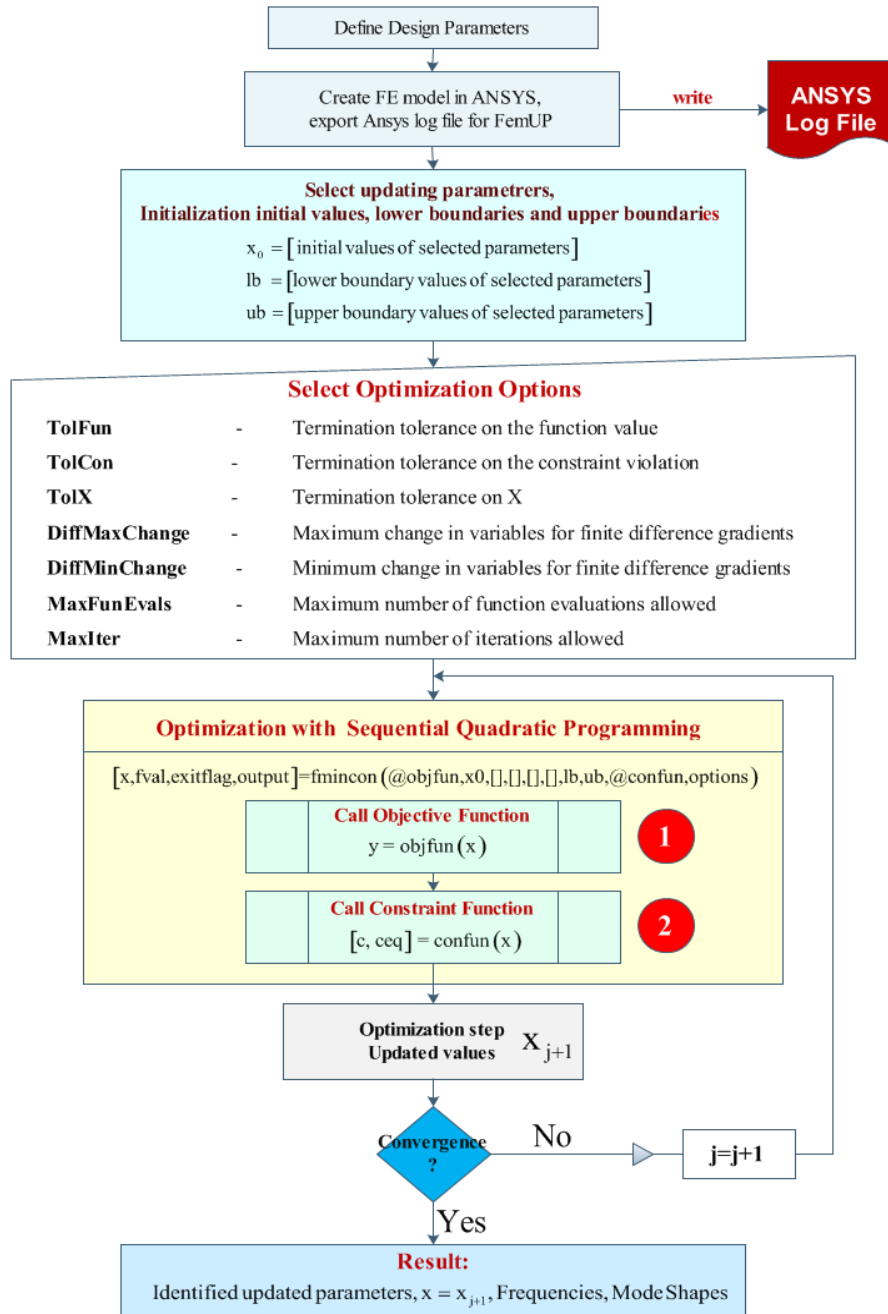 Define Design Parameters
Create FE model in ANSYS,
export Ansys log file for FemUP
write
ANSYS
Log File
Select updating parametrers,
Initialization initial values, lower boundaries and upper boundaries
x₀ = [initial values of selected parameters]
lb = [lower boundary values of selected parameters]
ub = [upper boundary values of selected parameters]
Select Optimization Options
TolFun - Termination tolerance on the function value
TolCon - Termination tolerance on the constraint violation
TolX - Termination tolerance on X
DiffMaxChange - Maximum change in variables for finite difference gradients
DiffMinChange - Minimum change in variables for finite difference gradients
MaxFunEvals - Maximum number of function evaluations allowed
MaxIter - Maximum number of iterations allowed
Optimization with Sequential Quadratic Programming
[x,fval,exitflag,output]=fmincon(@objfun,x0,[],[],[],[],lb,ub,@confun,options)
Call Objective Function
y = objfun(x)
1
Call Constraint Function
[c, ceq] = confun(x)
2
Optimization step
Updated values
x j+1
Convergence
?
No
j=j+1
Yes
Result:
Identified updated parameters, x = x j+1, Frequencies, Mode Shapes